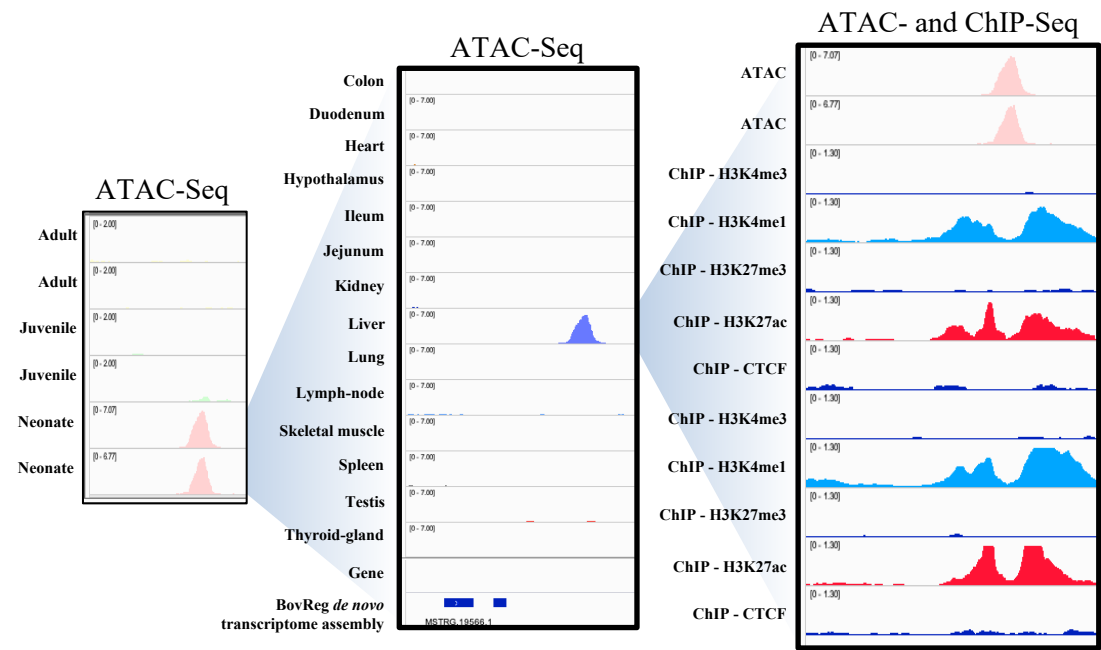 ATAC-Seq
Adult
[0 - 2.00]
Adult
[0 - 2.00]
Juvenile
[0 - 2.00]
Juvenile
[0 - 2.00]
Neonate
[0 - 7.07]
Neonate
[0 - 6.77]
ATAC-Seq
Colon
Duodenum
[0 - 7.00]
Heart
[0 - 7.00]
Hypothalamus
[0 - 7.00]
Ileum
[0 - 7.00]
Jejunum
[0 - 7.00]
Kidney
[0 - 7.00]
Liver
[0 - 7.00]
Lung
[0 - 7.00]
Lymph-node
[0 - 7.00]
Skeletal muscle
[0 - 7.00]
Spleen
[0 - 7.00]
Testis
[0 - 7.00]
Thyroid-gland
[0 - 7.00]
Gene
BovReg de novo
transcriptome assembly
2
MSTRG.19566.1
ATAC- and ChIP-Seq
ATAC
[0 - 7.07]
ATAC
[0 - 6.77]
ChIP - H3K4me3
[0 - 1.30]
ChIP - H3K4me1
[0 - 1.30]
ChIP - H3K27me3
[0 - 1.30]
ChIP - H3K27ac
[0 - 1.30]
ChIP - CTCF
[0 - 1.30]
ChIP - H3K4me3
[0 - 1.30]
ChIP - H3K4me1
[0 - 1.30]
ChIP - H3K27me3
[0 - 1.30]
ChIP - H3K27ac
[0 - 1.30]
ChIP - CTCF
[0 - 1.30]